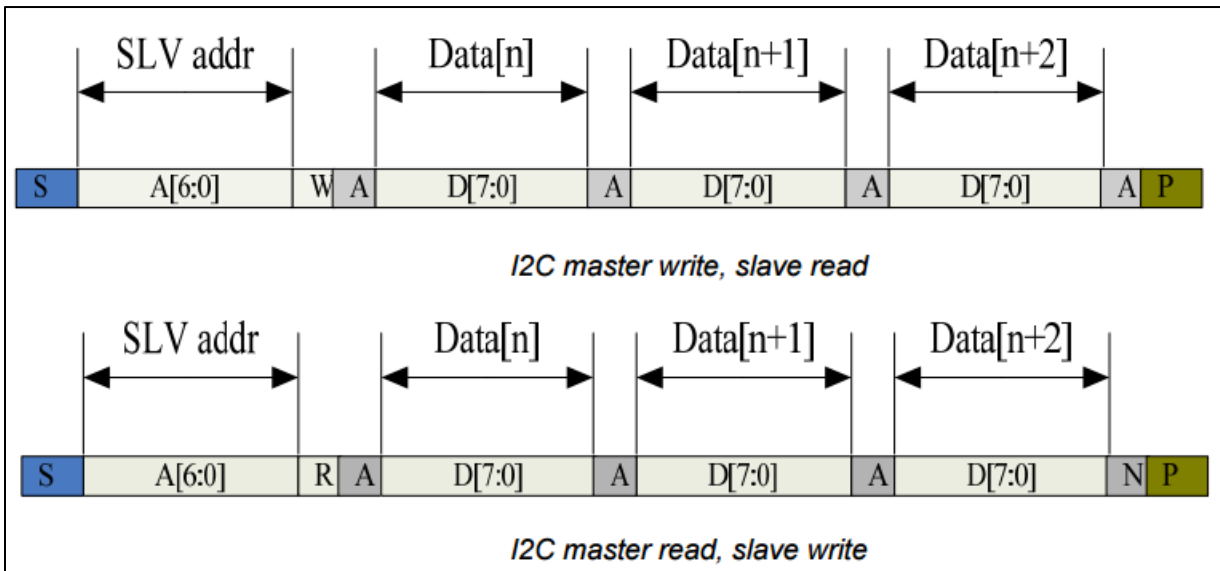 SLV addr Data[n] Data[n+1] Data[n+2]
S A[6:0] W A D[7:0] A D[7:0] A D[7:0] A P
I2C master write, slave read
SLV addr Data[n] Data[n+1] Data[n+2]
S A[6:0] R A D[7:0] A D[7:0] A D[7:0] N P
I2C master read, slave write